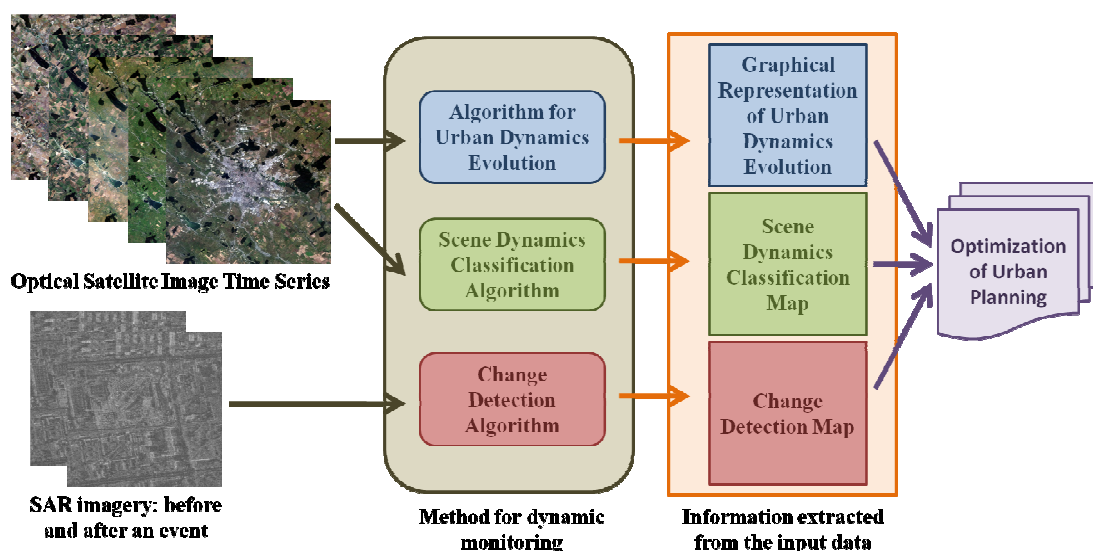 Optical Satellite Image Time Series
SAR imagery: before
and after an event
Algorithm for
Urban Dynamics
Evolution
Scene Dynamics
Classification
Algorithm
Change
Detection
Algorithm
Method for dynamic
monitoring
Graphical
Representation
of Urban
Dynamics
Evolution
Scene
Dynamics
Classification
Map
Change
Detection Map
Information extracted
from the input data
Optimization
of Urban
Planning